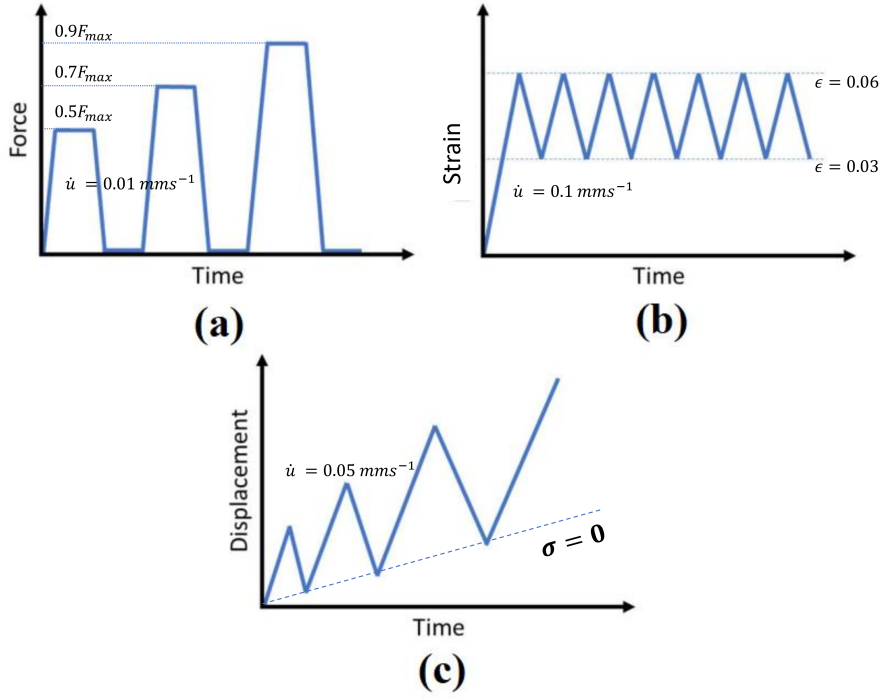 0.9F_max
0.7F_max
0.5F_max
Force
u̇ = 0.01 mms⁻¹
Time
(a)
Strain
ϵ = 0.06
ϵ = 0.03
u̇ = 0.1 mms⁻¹
Time
(b)
Displacement
u̇ = 0.05 mms⁻¹
σ = 0
Time
(c)